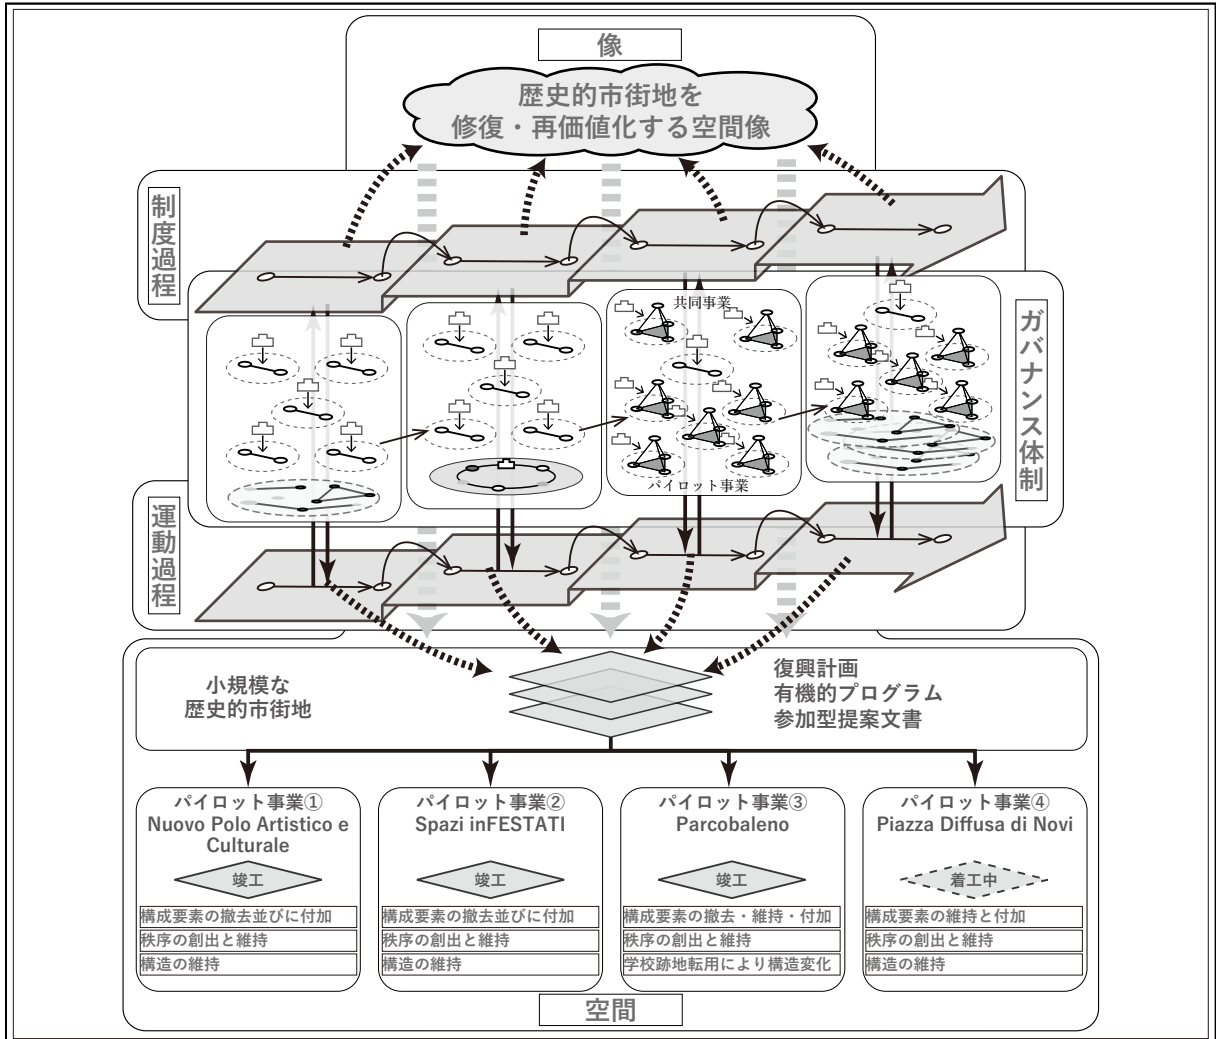 像
歴史的市街地を
修復・再価値化する空間像
制度過程
共同事業
パイロット事業
ガバナンス体制
運動過程
小規模な
歴史的市街地
復興計画
有機的プログラム
参加型提案文書
パイロット事業①
Nuovo Polo Artistico e
Culturale
竣工
構成要素の撤去並びに付加
秩序の創出と維持
構造の維持
パイロット事業②
Spazi inFESTATI
竣工
構成要素の撤去並びに付加
秩序の創出と維持
構造の維持
パイロット事業③
Parcobaleno
竣工
構成要素の撤去・維持・付加
秩序の創出と維持
学校跡地転用により構造変化
パイロット事業④
Piazza Diffusa di Novi
着工中
構成要素の維持と付加
秩序の創出と維持
構造の維持
空間